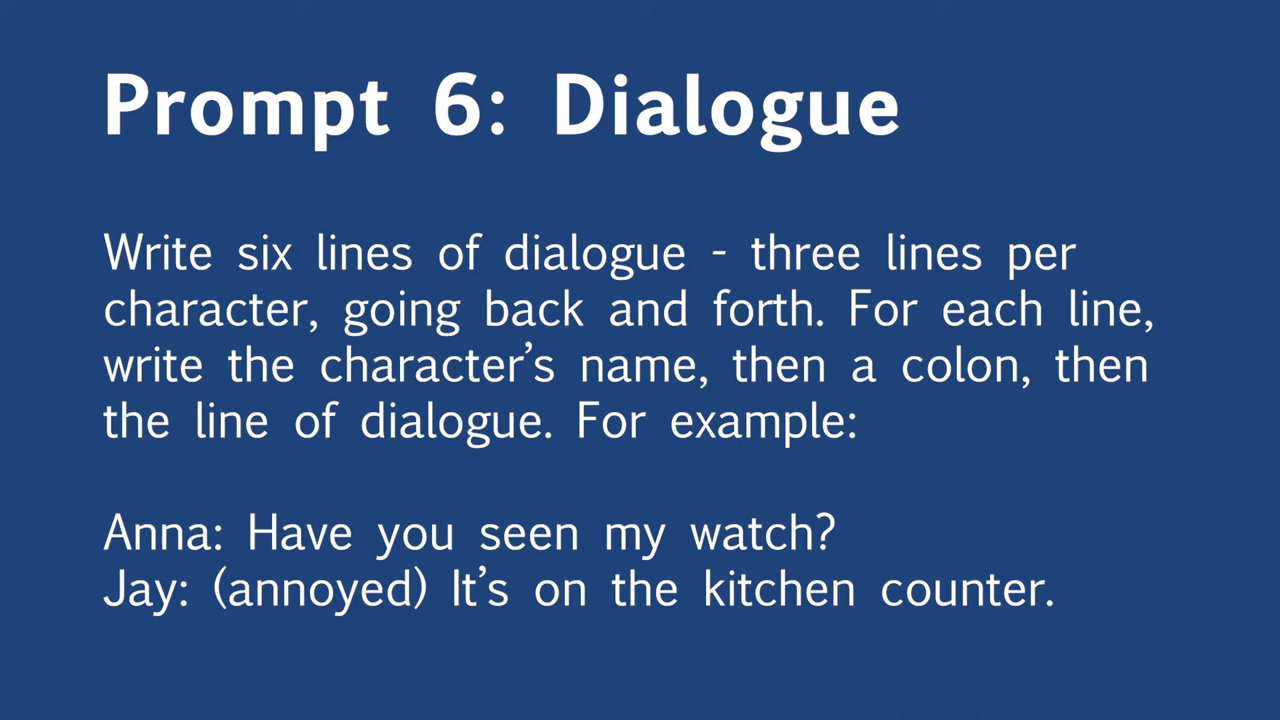 Prompt 6: Dialogue
Write six lines of dialogue - three lines per
character, going back and forth. For each line,
write the character’s name, then a colon, then
the line of dialogue. For example:
Anna: Have you seen my watch?
Jay: (annoyed) It’s on the kitchen counter.